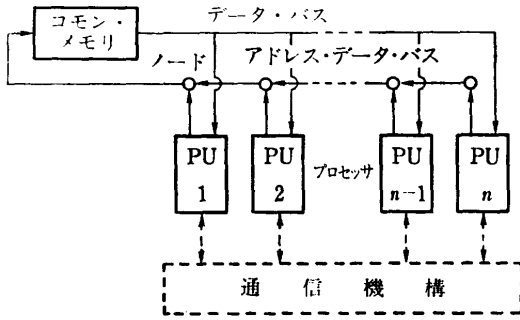 データ・バス
コモン・
メモリ
ノード
アドレス・データ・バス
PU
1
PU
2
プロセッサ
PU
n-1
PU
n
通信機構